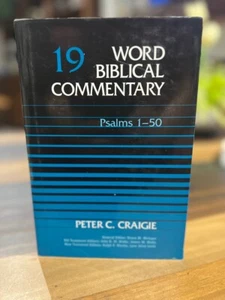 19 WORD
BIBLICAL
COMMENTARY
Psalms 1-50
PETER C. CRAIGIE